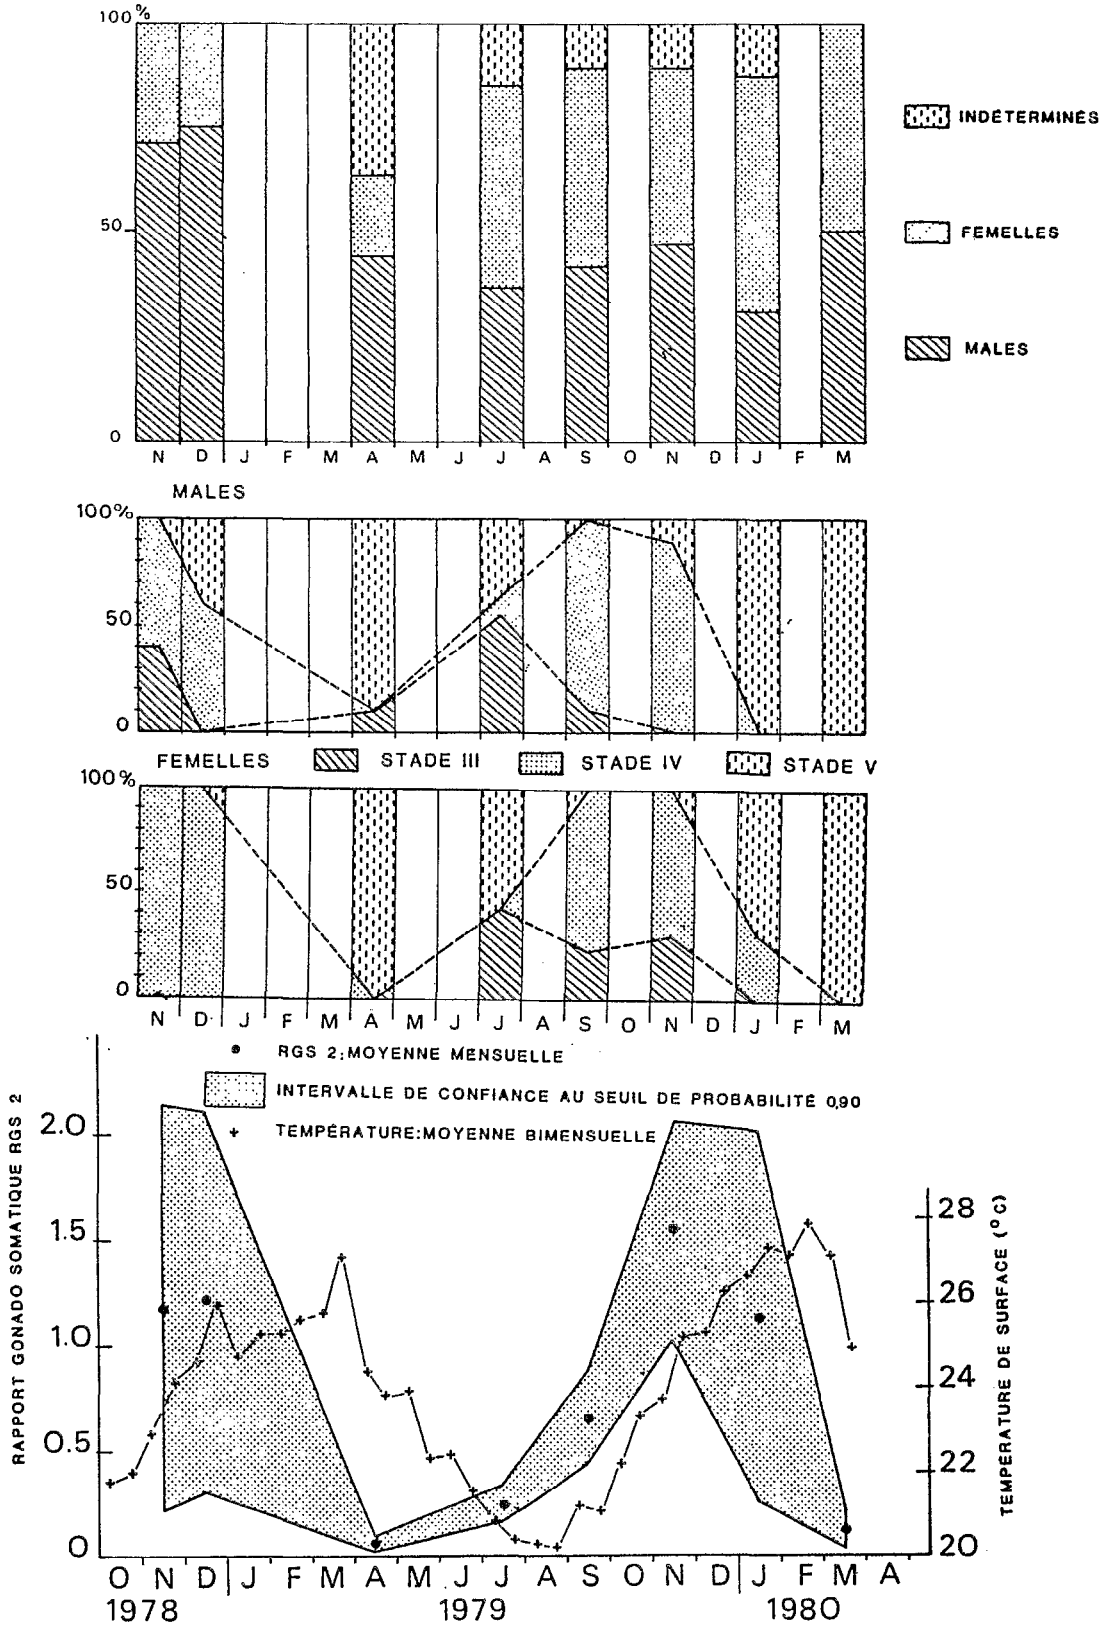 100%
INDÉTERMINÉS
50
FEMELLES
MALES
0
N D J F M A M J J A S O N D J F M
MALES
100%
50
0
FEMELLES STADE III STADE IV STADE V
100%
50
0
N D J F M A M J J A S O N D J F M
RGS 2:MOYENNE MENSUELLE
INTERVALLE DE CONFIANCE AU SEUIL DE PROBABILITÉ 0,90
TEMPÉRATURE:MOYENNE BIMENSUELLE
RAPPORT GONADO SOMATIQUE RGS 2
2.0
1.5
1.0
0.5
0
28
26
24
22
20
TEMPÉRATURE DE SURFACE (°C)
O N D J F M A M J J A S O N D J F M A
1978 1979 1980